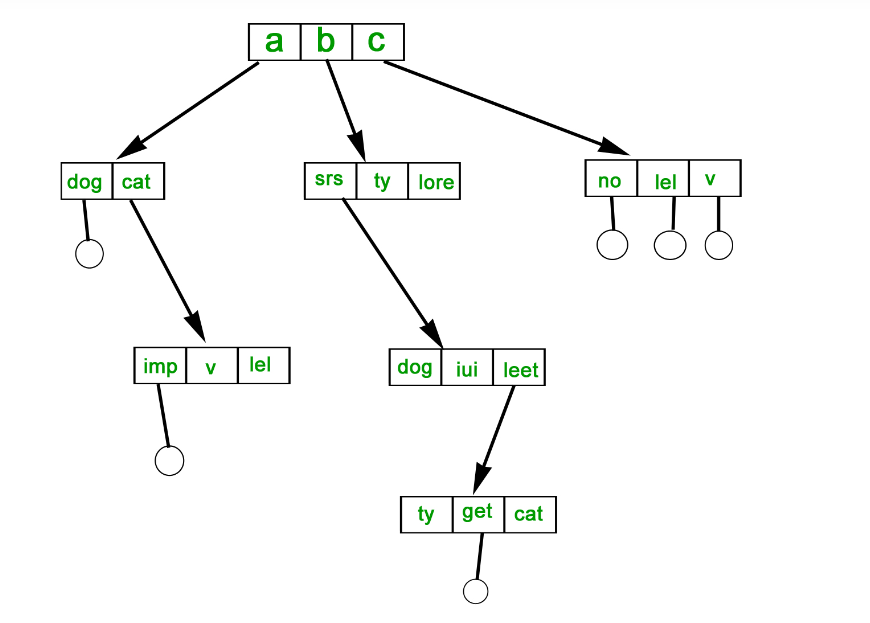 a b c
dog cat
srs ty lore
no lel v
imp v lel
dog iui leet
ty get cat